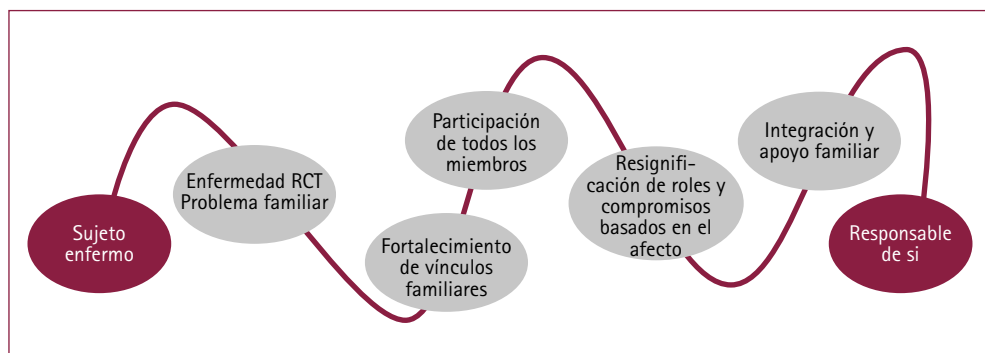 Sujeto
enfermo
Enfermedad RCT
Problema familiar
Fortalecimiento
de vínculos
familiares
Participación
de todos los
miembros
Resignifi-
cación de roles y
compromisos
basados en el
afecto
Integración y
apoyo familiar
Responsable
de si